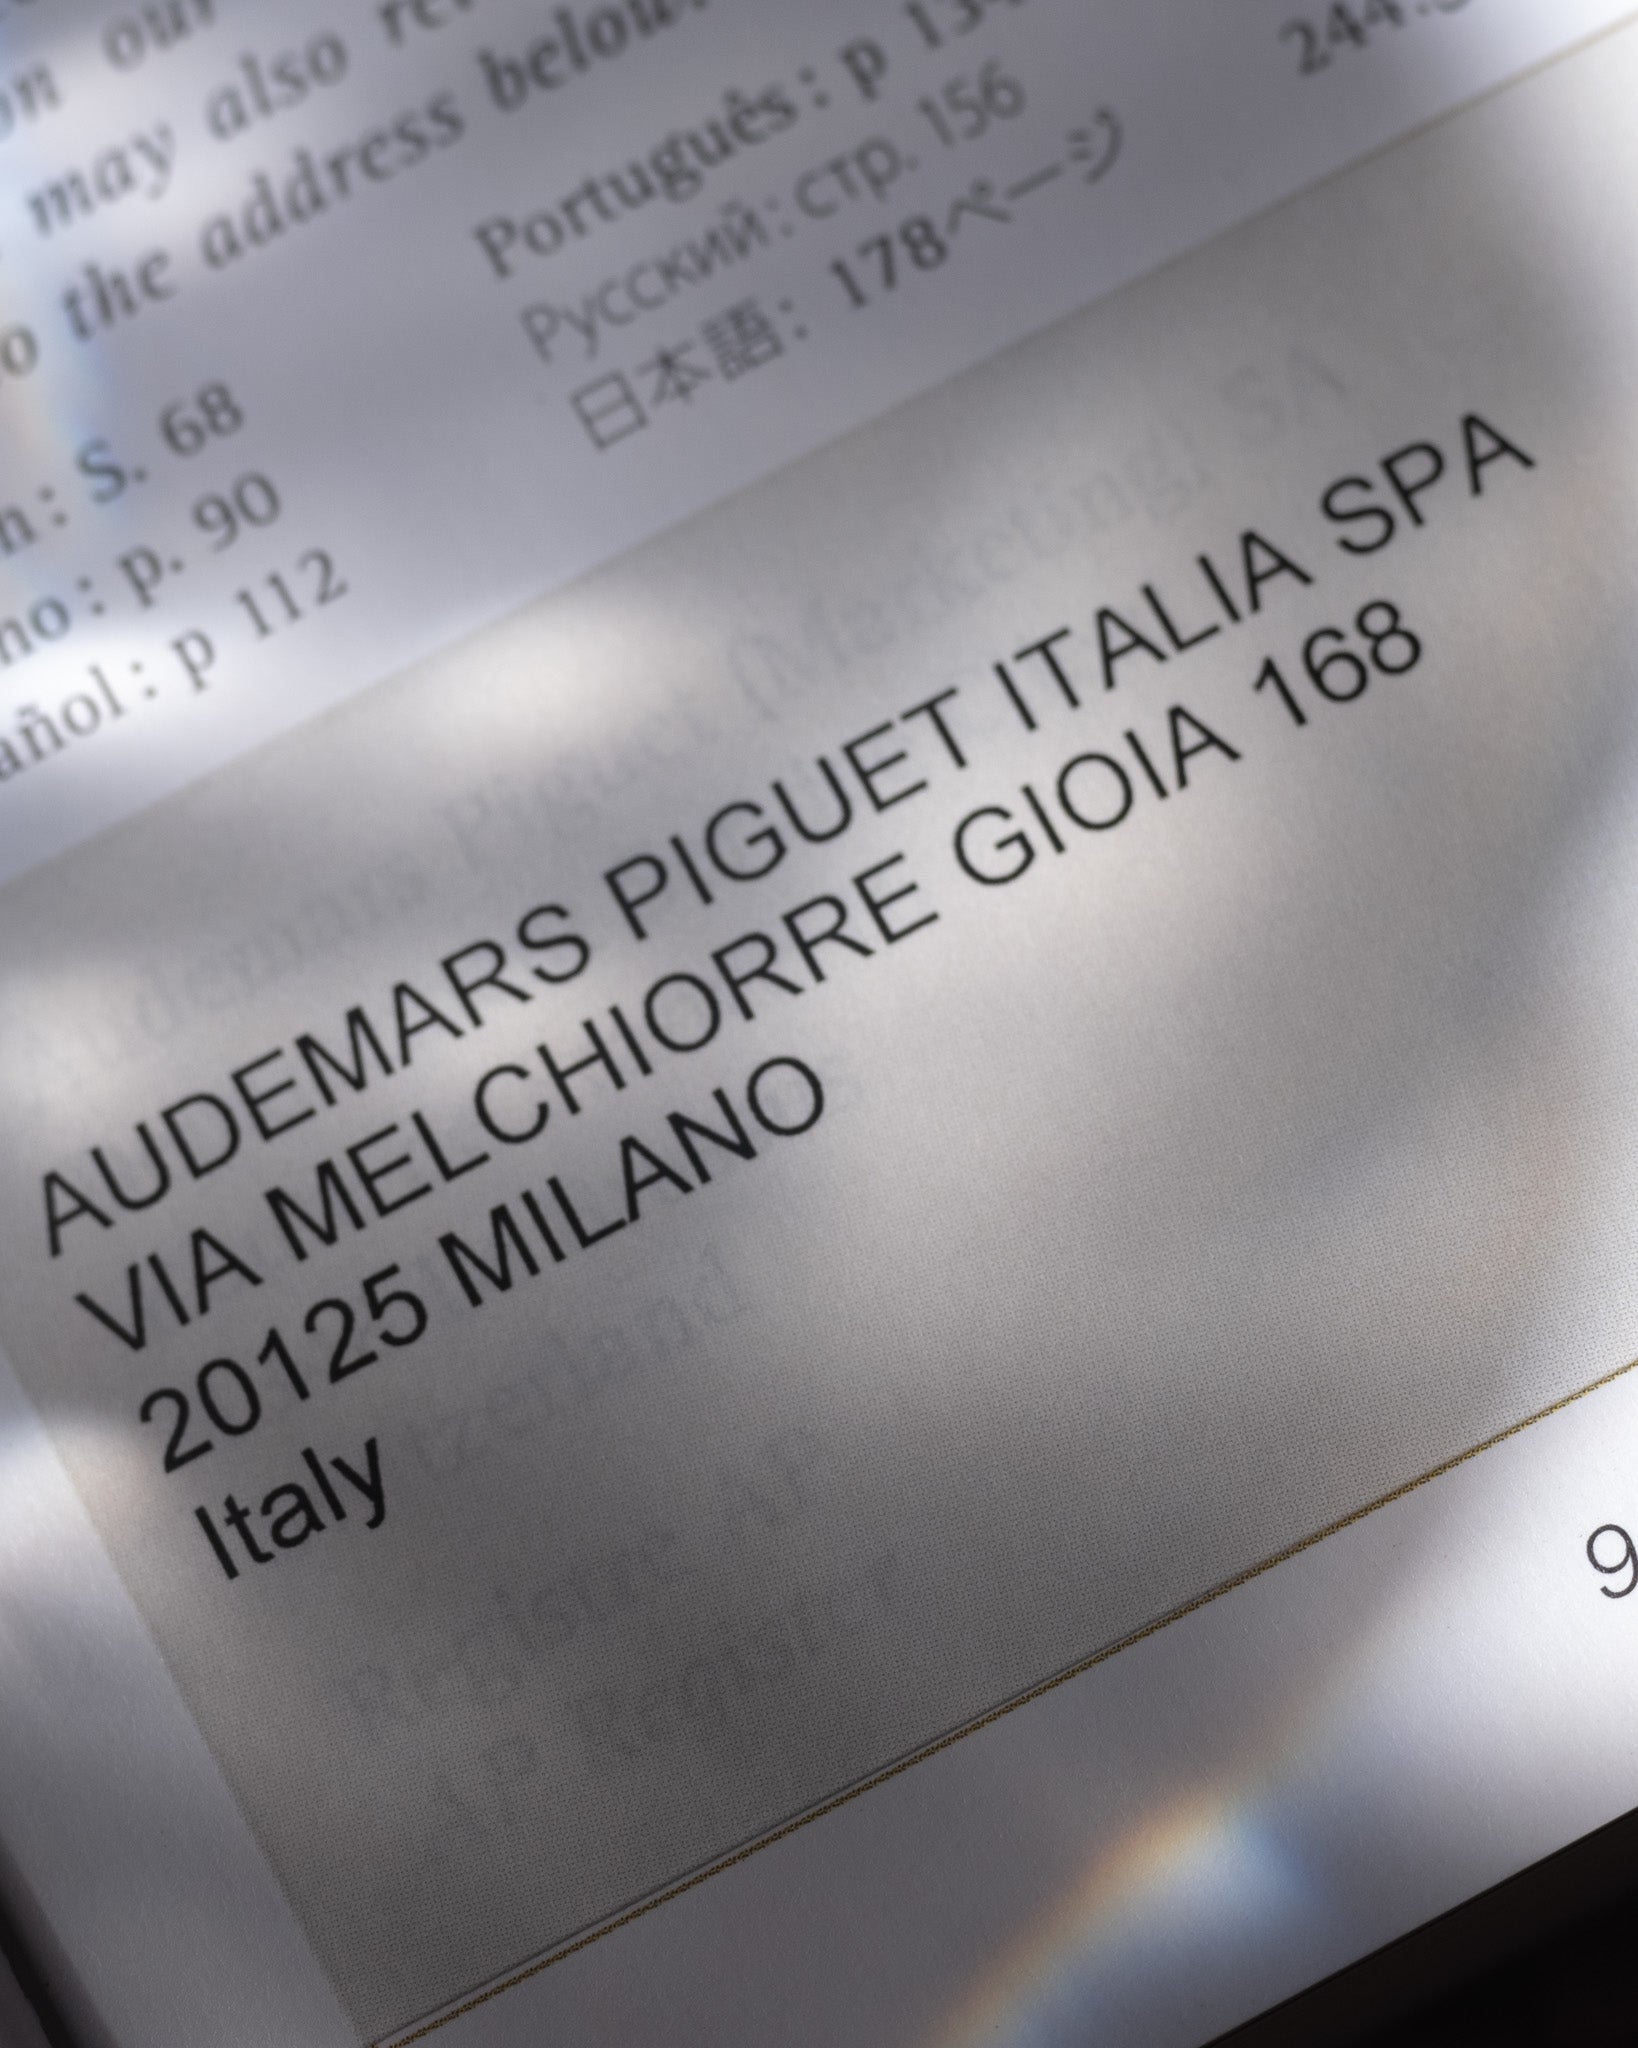 on our
may also
to the address below.
Português : p 134
Русский : стр. 156
日本語 : 178ページ
244.
h : S. 68
no : p. 90
añol : p 112
AUDEMARS PIGUET ITALIA SPA
VIA MELCHIORRE GIOIA 168
20125 MILANO
Italy
9